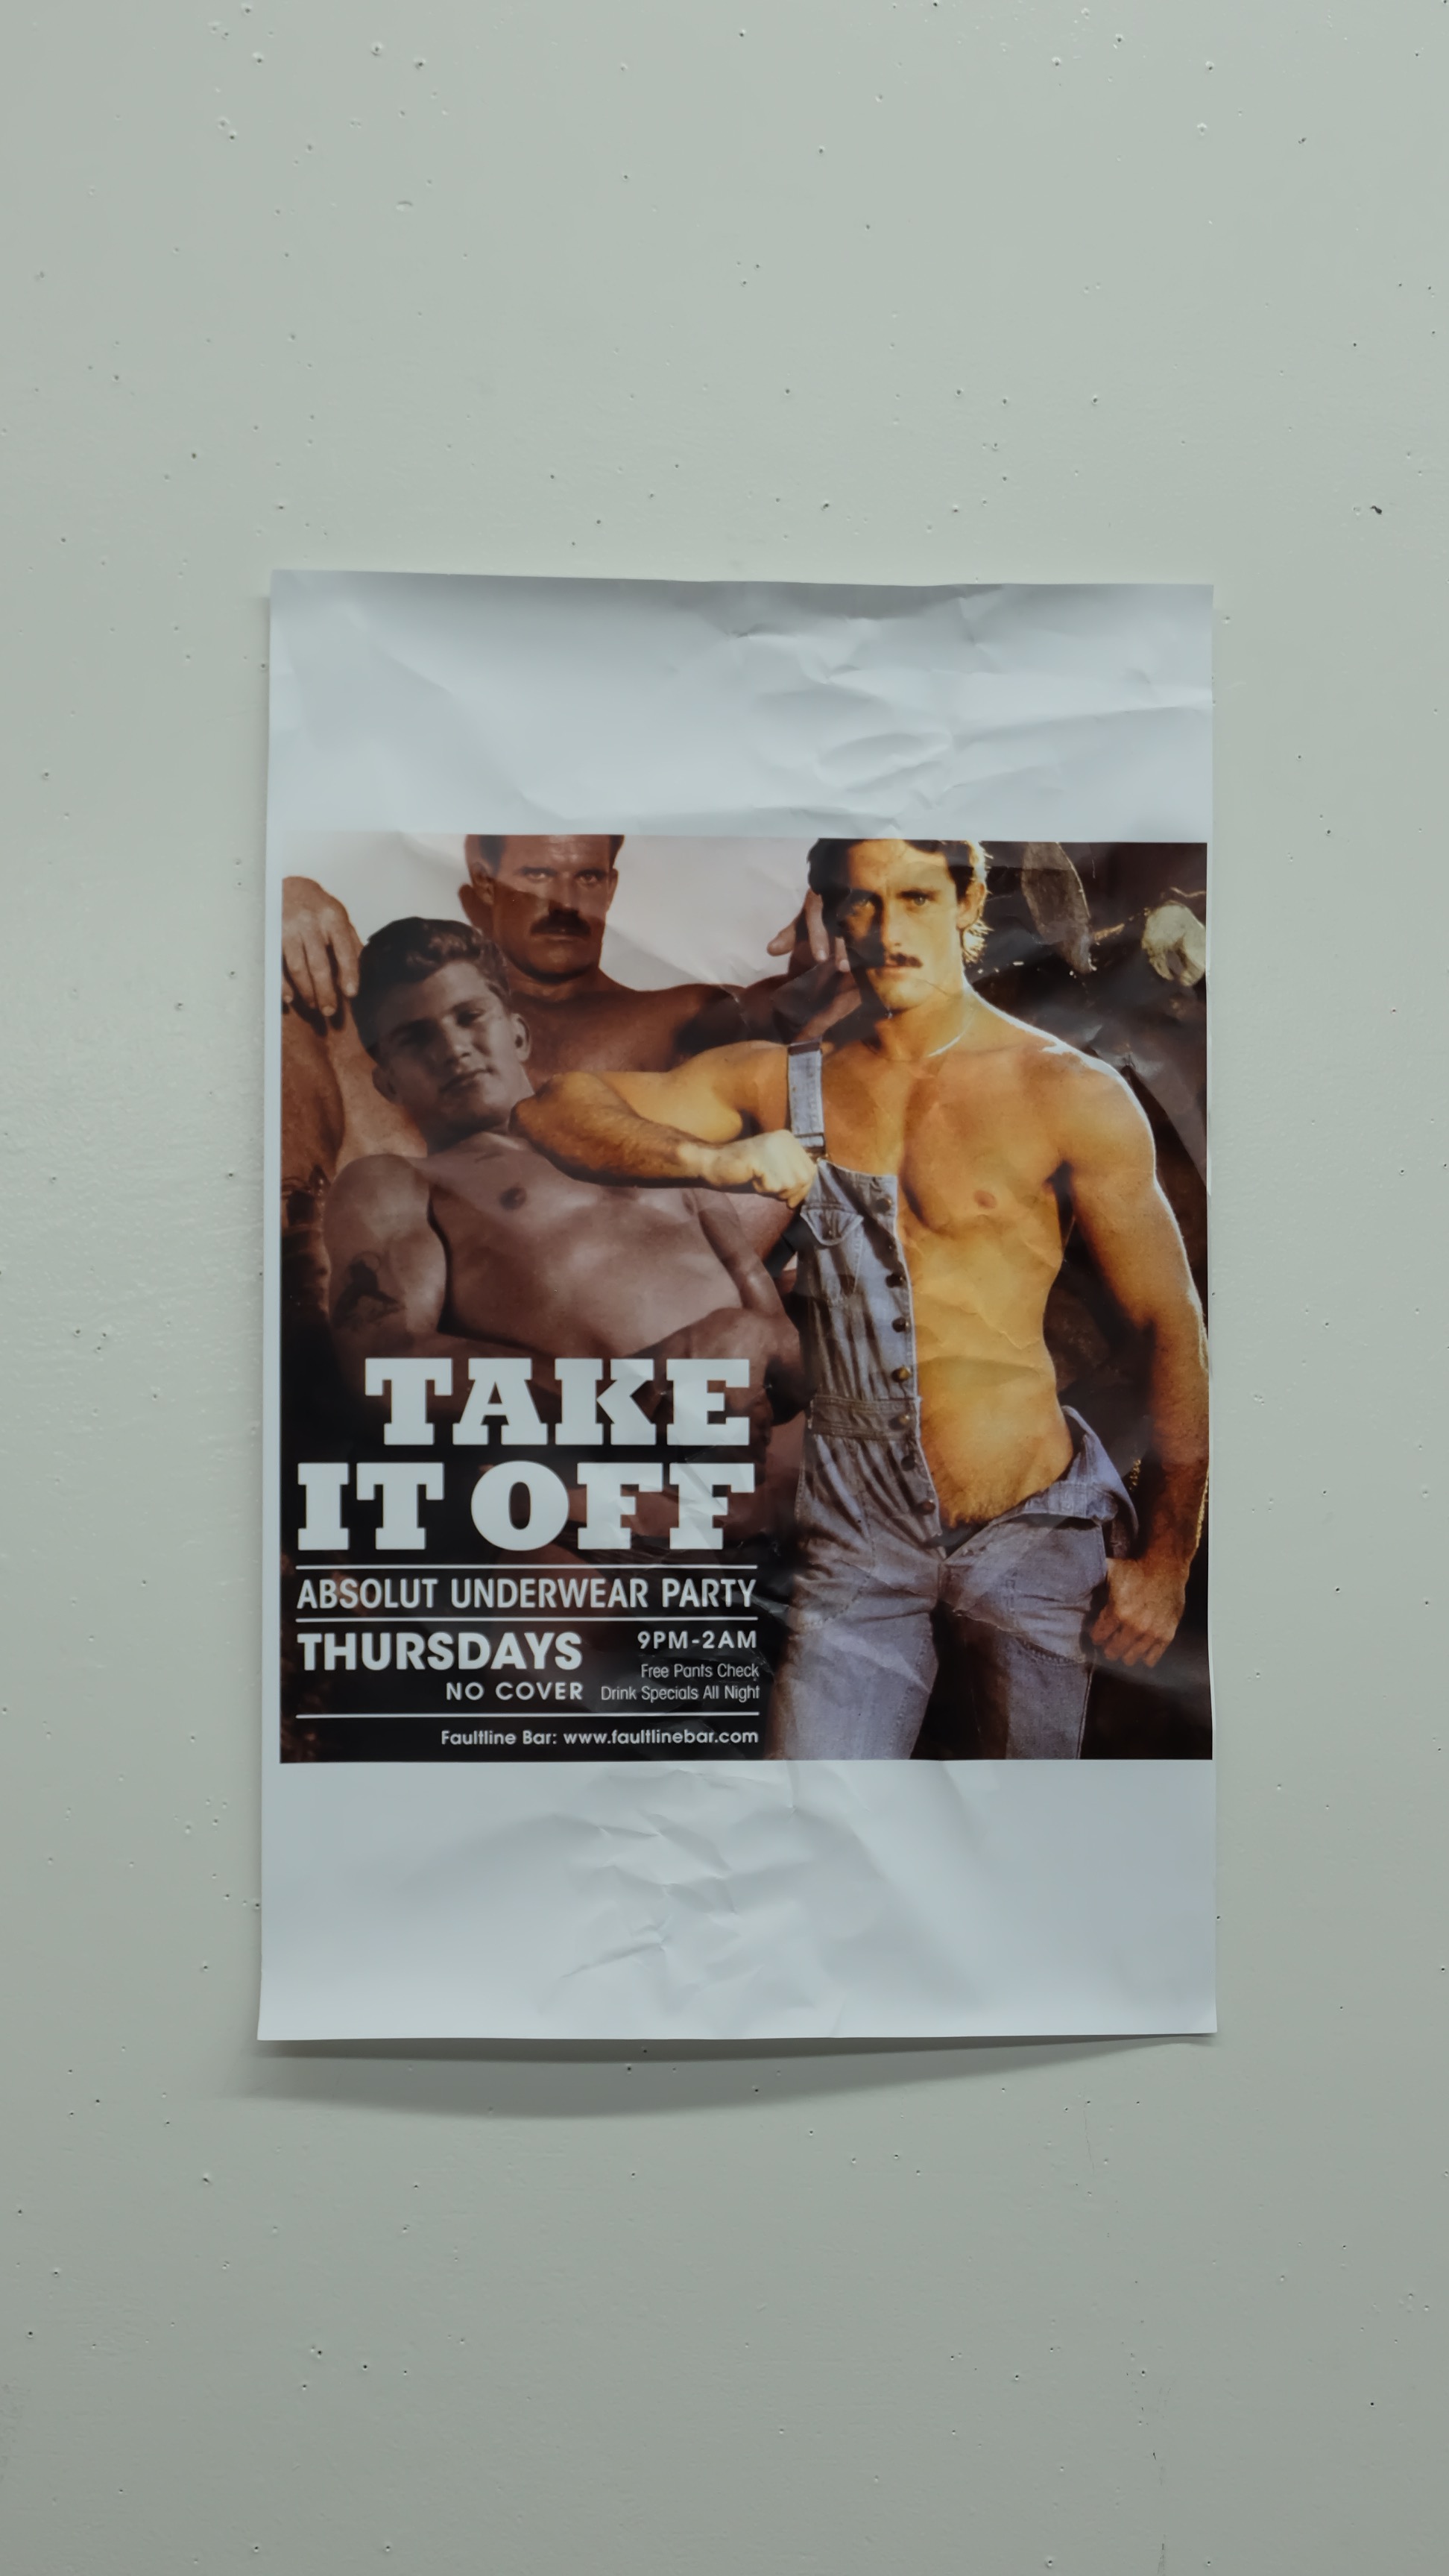 TAKE
IT OFF
ABSOLUT UNDERWEAR PARTY
THURSDAYS
NO COVER
9PM-2AM
Free Pants Check
Drink Specials All Night
Faultline Bar: www.faultlinebar.com